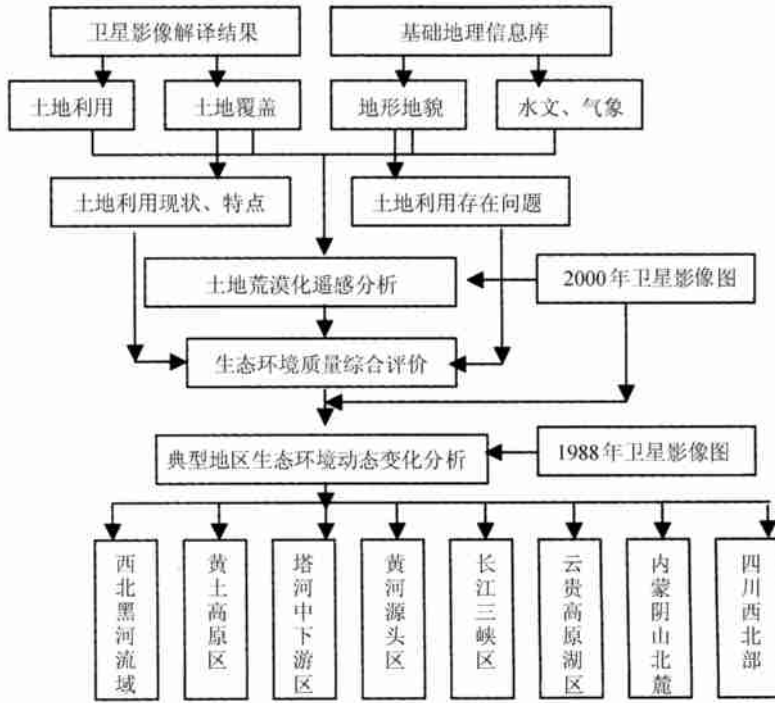 卫星影像解译结果
基础地理信息库
土地利用
土地覆盖
地形地貌
水文、气象
土地利用现状、特点
土地利用存在问题
土地荒漠化遥感分析
2000年卫星影像图
生态环境质量综合评价
典型地区生态环境动态变化分析
1988年卫星影像图
西北黑河流域
黄土高原区
塔河中下游区
黄河源头区
长江三峡区
云贵高原湖区
内蒙阴山北麓
四川西北部